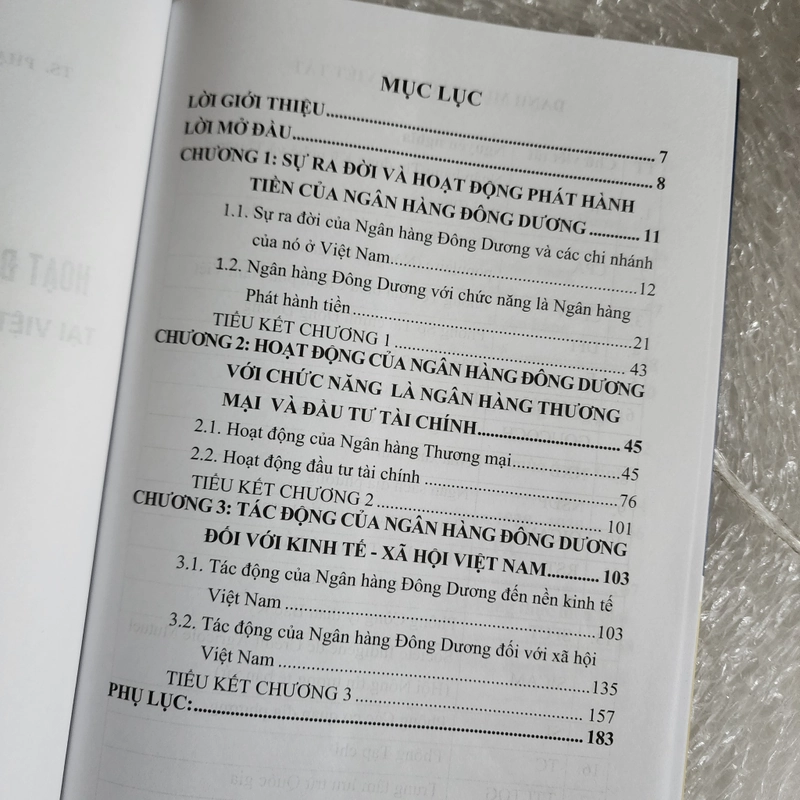 MỤC LỤC
LỜI GIỚI THIỆU.......................................................... 7
LỜI MỞ ĐẦU.............................................................. 8
CHƯƠNG 1: SỰ RA ĐỜI VÀ HOẠT ĐỘNG PHÁT HÀNH
TIỀN CỦA NGÂN HÀNG ĐÔNG DƯƠNG ............ 11
1.1. Sự ra đời của Ngân hàng Đông Dương và các chi nhánh
của nó ở Việt Nam..................................................12
1.2. Ngân hàng Đông Dương với chức năng là Ngân hàng
Phát hành tiền .........................................................21
TIỂU KẾT CHƯƠNG 1 ................................................ 43
CHƯƠNG 2: HOẠT ĐỘNG CỦA NGÂN HÀNG ĐÔNG DƯƠNG
VỚI CHỨC NĂNG LÀ NGÂN HÀNG THƯƠNG
MẠI VÀ ĐẦU TƯ TÀI CHÍNH............................. 45
2.1. Hoạt động của Ngân hàng Thương mại......................45
2.2. Hoạt động đầu tư tài chính ........................................76
TIỂU KẾT CHƯƠNG 2 ................................................ 101
CHƯƠNG 3: TÁC ĐỘNG CỦA NGÂN HÀNG ĐÔNG DƯƠNG
ĐỐI VỚI KINH TẾ - XÃ HỘI VIỆT NAM............ 103
3.1. Tác động của Ngân hàng Đông Dương đến nền kinh tế
Việt Nam ................................................................103
3.2. Tác động của Ngân hàng Đông Dương đối với xã hội
Việt Nam ................................................................135
TIỂU KẾT CHƯƠNG 3 ................................................ 157
PHỤ LỤC:.................................................................. 183